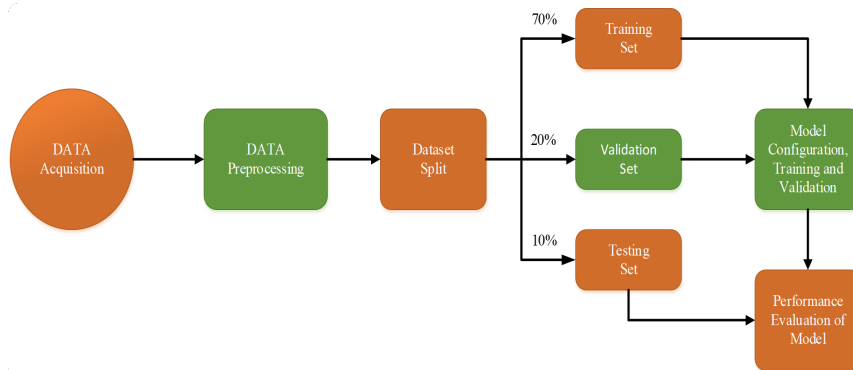 DATA
Acquisition
DATA
Preprocessing
Dataset
Split
70%
Training
Set
20%
Validation
Set
10%
Testing
Set
Model
Configuration,
Training and
Validation
Performance
Evaluation of
Model